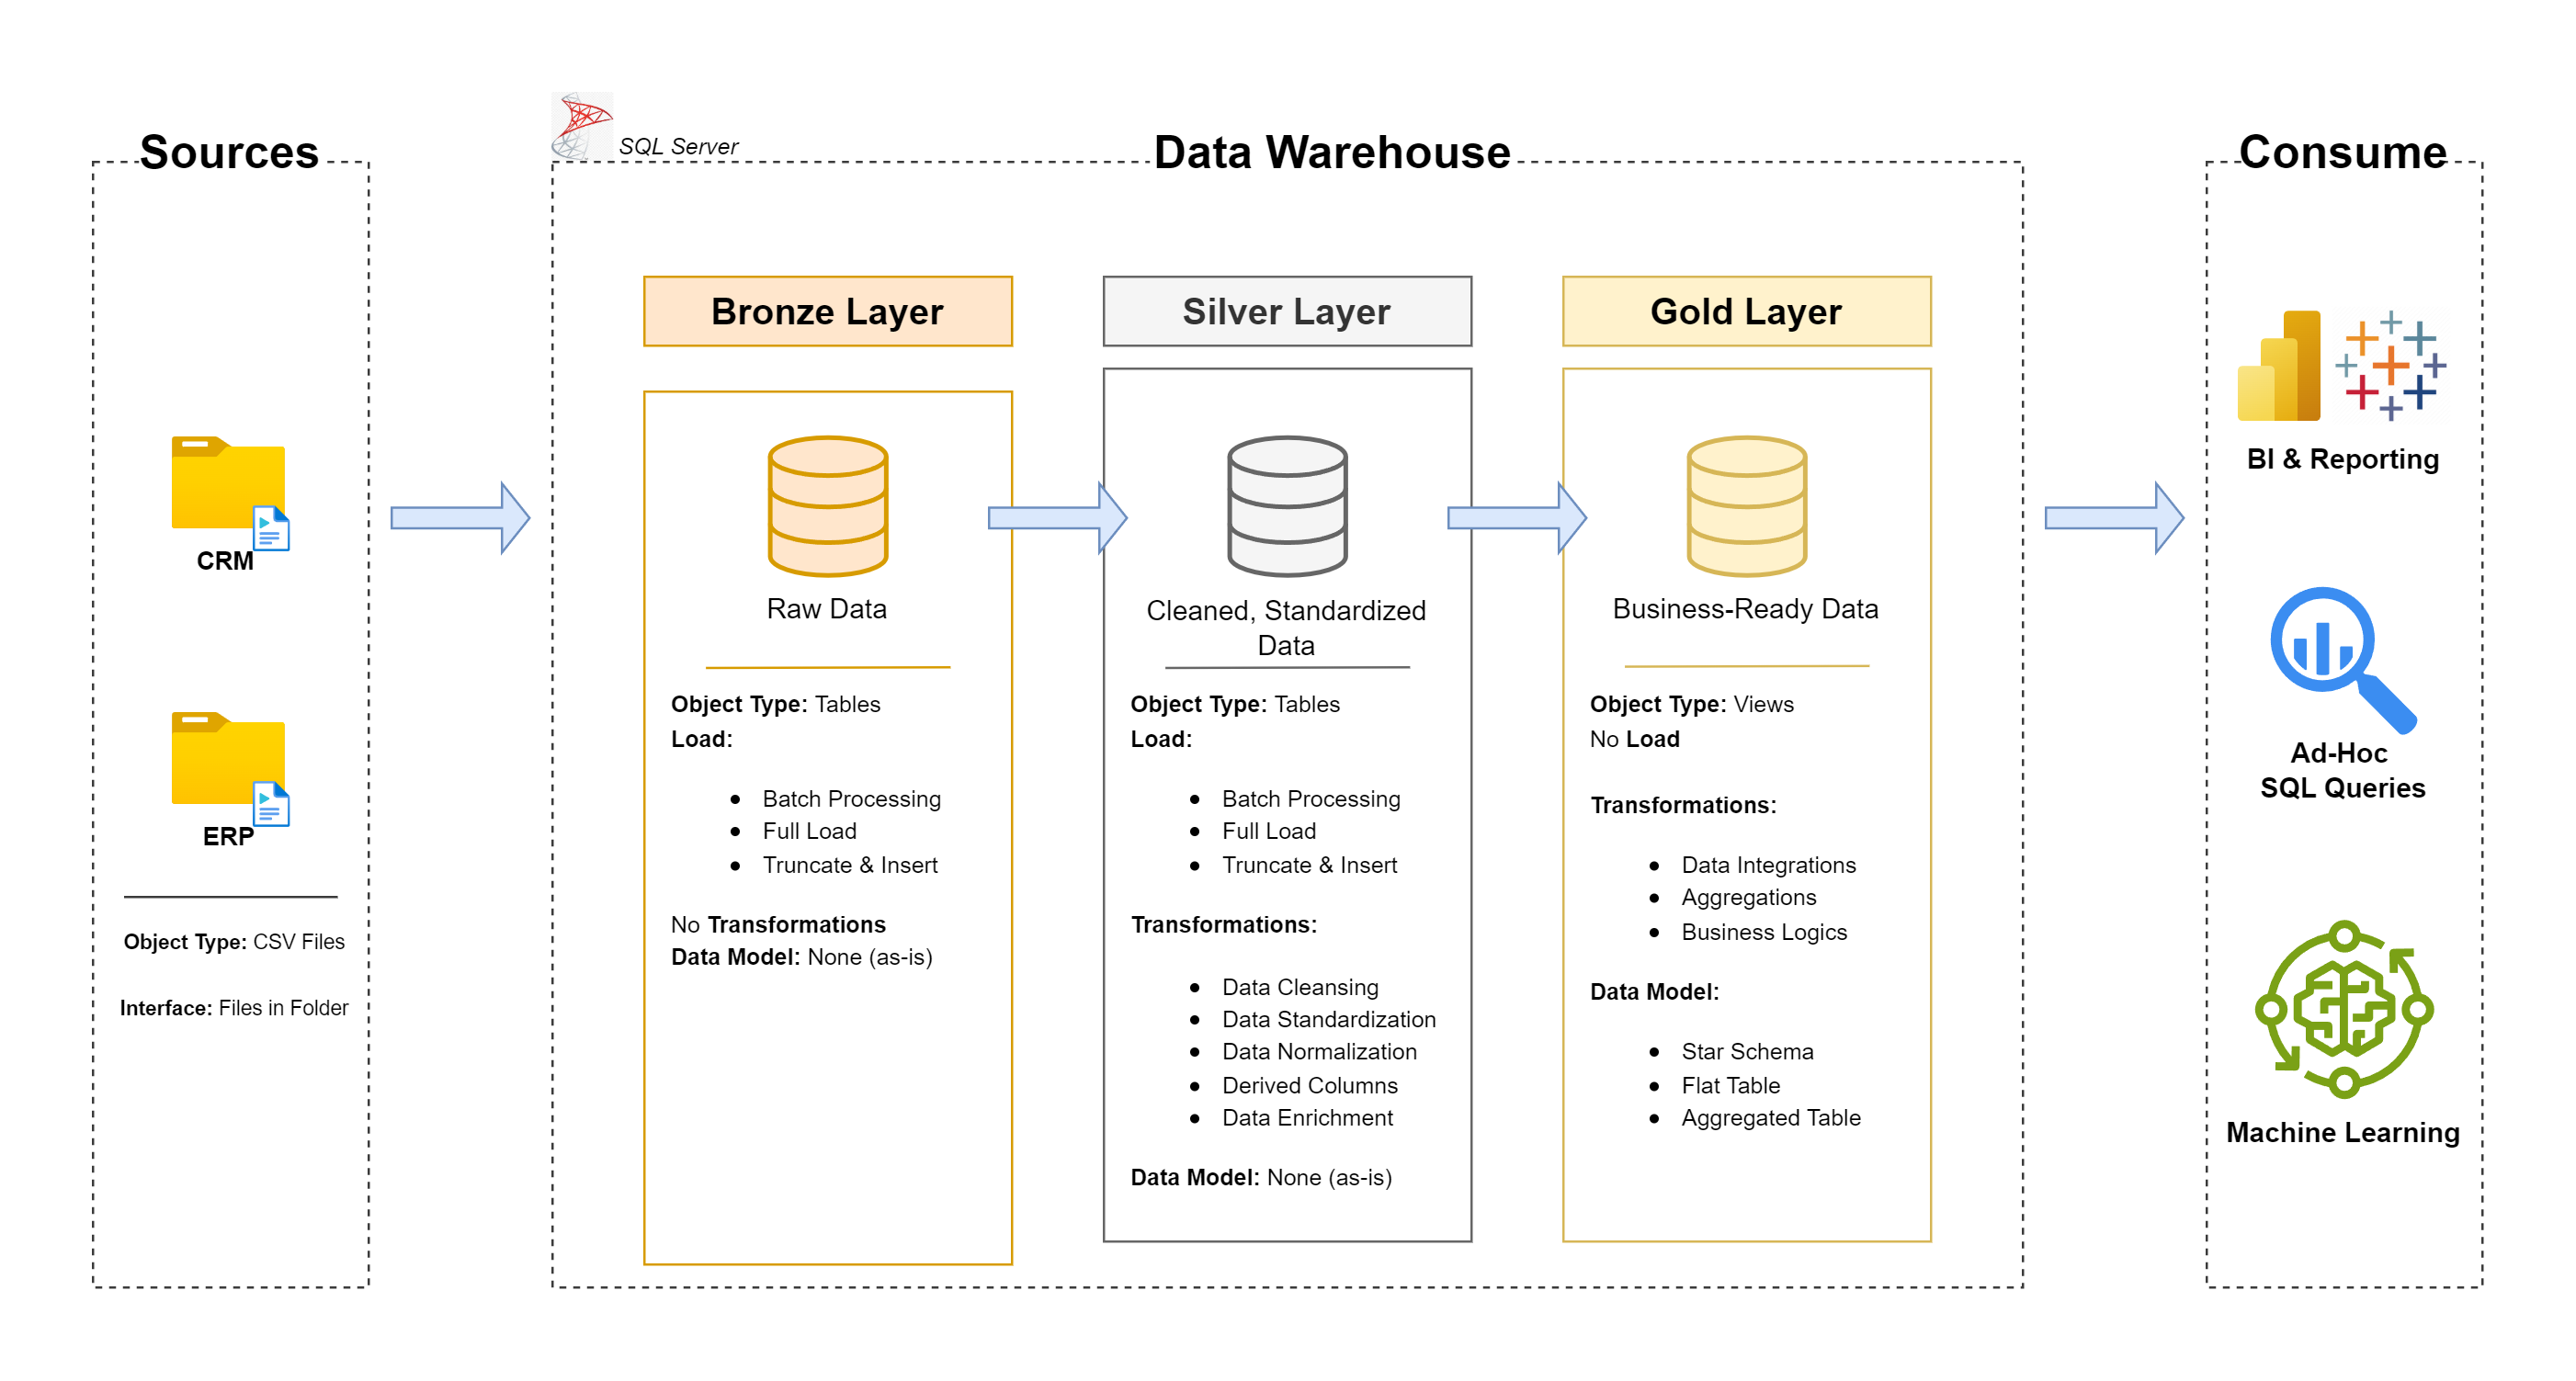 Sources
CRM
ERP
Object Type: CSV Files
Interface: Files in Folder
SQL Server
Data Warehouse
Bronze Layer
Raw Data
Object Type: Tables
Load:
• Batch Processing
• Full Load
• Truncate & Insert
No Transformations
Data Model: None (as-is)
Silver Layer
Cleaned, Standardized
Data
Object Type: Tables
Load:
• Batch Processing
• Full Load
• Truncate & Insert
Transformations:
• Data Cleansing
• Data Standardization
• Data Normalization
• Derived Columns
• Data Enrichment
Data Model: None (as-is)
Gold Layer
Business-Ready Data
Object Type: Views
No Load
Transformations:
• Data Integrations
• Aggregations
• Business Logics
Data Model:
• Star Schema
• Flat Table
• Aggregated Table
Consume
BI & Reporting
Ad-Hoc
SQL Queries
Machine Learning